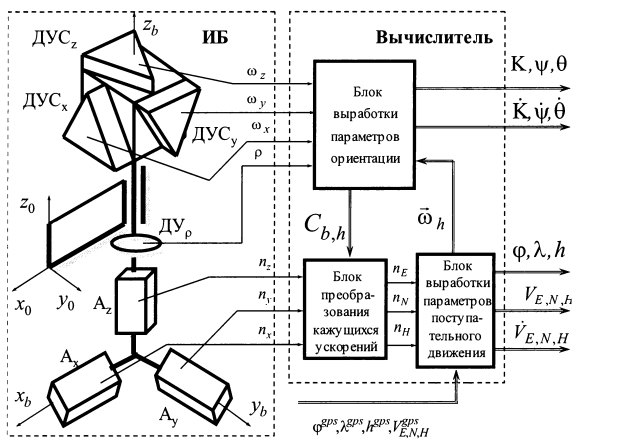 z_b
ДУС_z
ИБ
Вычислитель
ω_z
K,ψ,θ
ДУС_x
ω_y
Блок
выработки
параметров
ориентации
K̇,ψ̇,θ̇
ДУС_y
ω_x
ρ
z_0
C_b,h
ω⃗_h
ДУ_ρ
x_0
y_0
n_z
A_z
n_y
n_x
Блок
преобра-
зования
кажущихся
ускорений
n_E
n_N
n_H
Блок
выработки
параметров
поступа-
тельного
движения
φ,λ,h
V_E,N,H
V̇_E,N,H
A_x
x_b
A_y
y_b
φ^gps,λ^gps,h^gps,V^gps_E,N,H